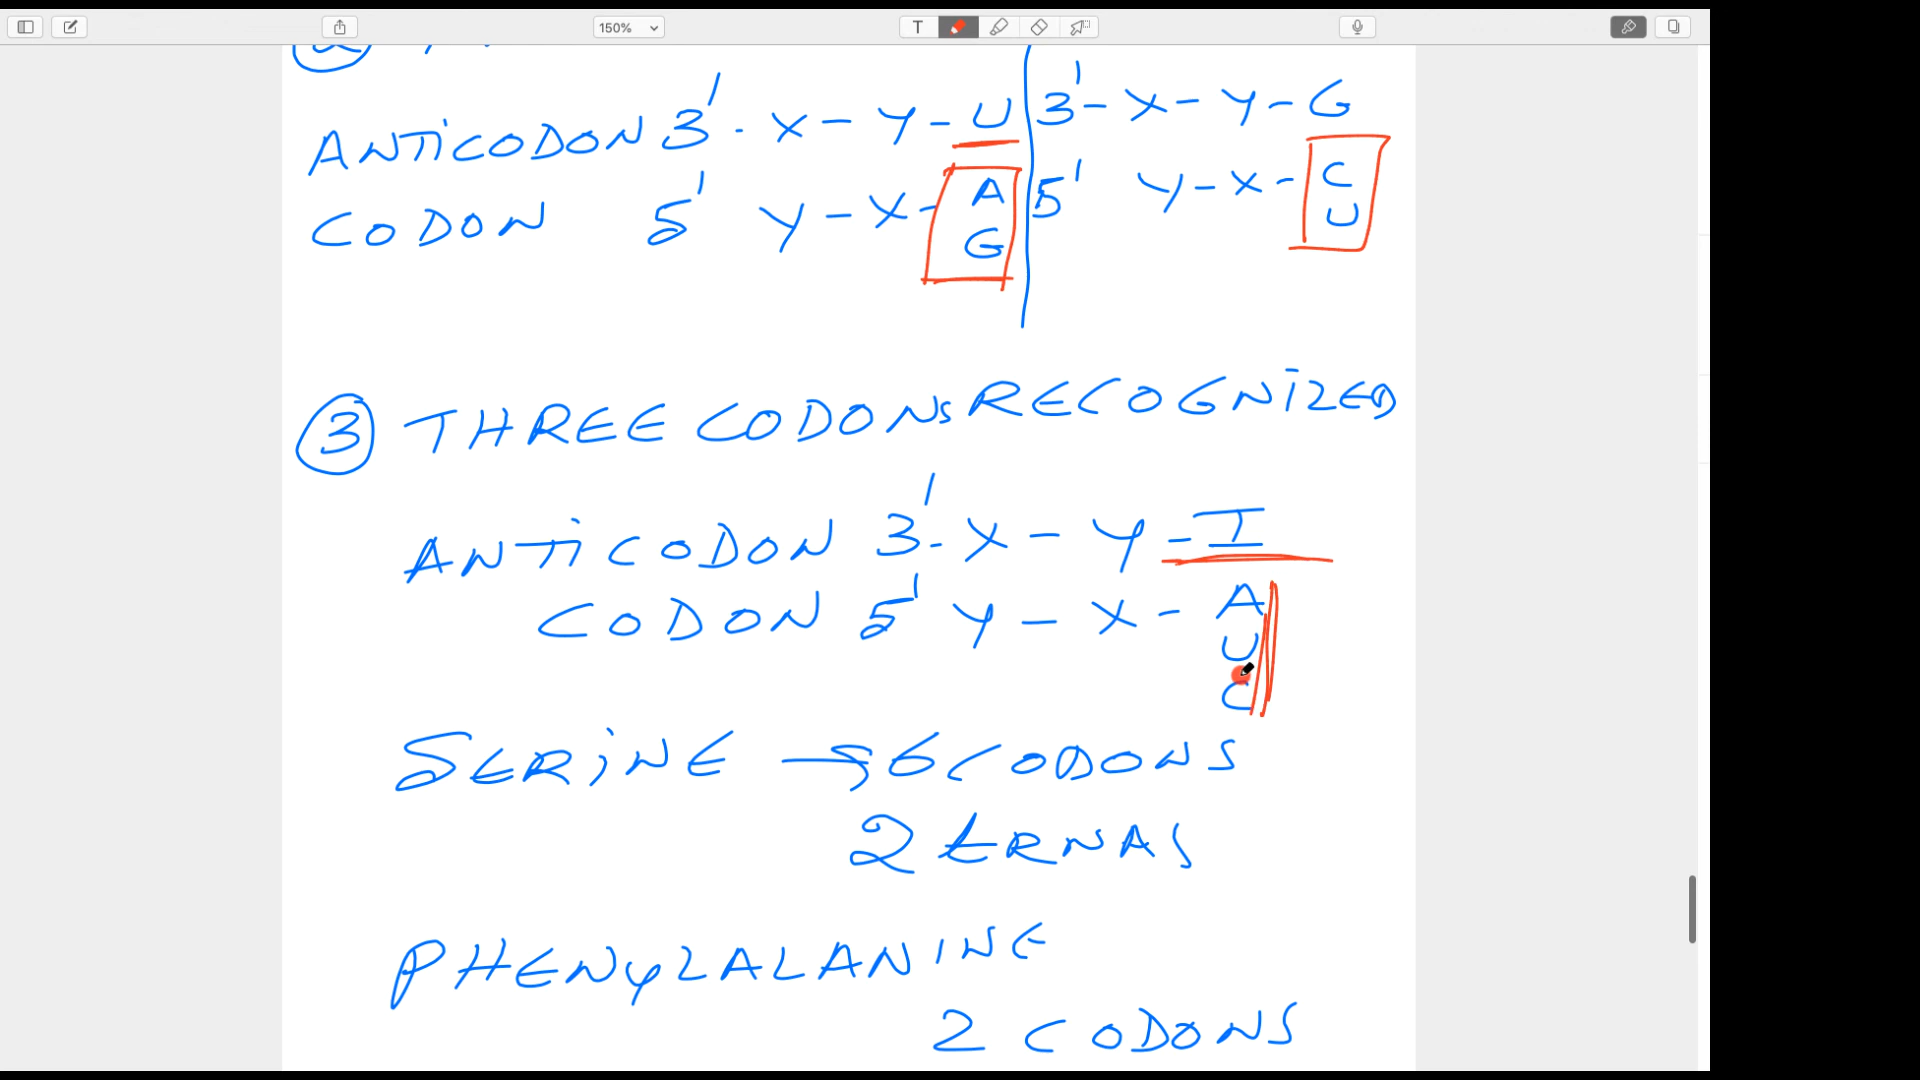 150%
T
2
ANTICODON 3' - X - Y - U 3' - X - Y - G
CODON 5' Y - X - A 5' Y - X - C
G U
3 THREE CODONS RECOGNIZED
ANTICODON 3' - X - Y - I
CODON 5' Y - X - A
U
C
SERINE → 6 CODONS
2 tRNAS
PHENYLALANINE
2 CODONS